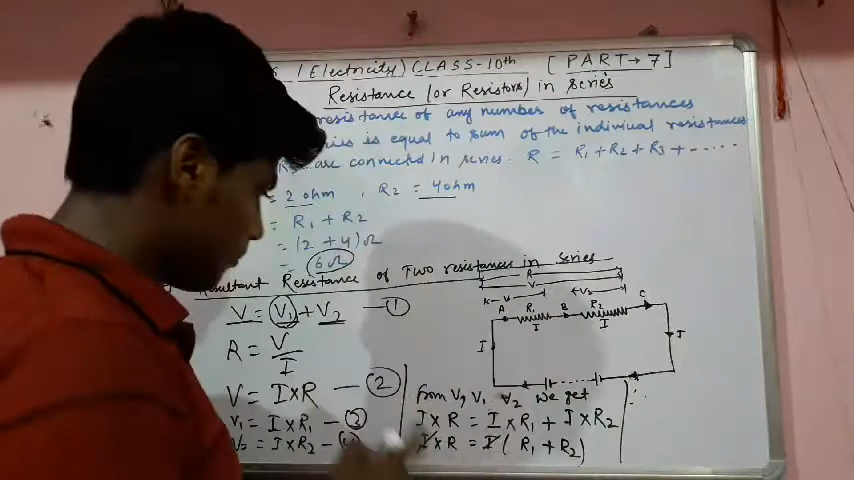 (Electricity) CLASS-10th [PART→7]
Resistance (or Resistors) in series
resistance of any number of resistances
is equal to sum of the indiviual resistances
are connected in series. R = R1 + R2 + R3 + .....
= 2 ohm , R2 = 4 ohm
= R1 + R2
= (2 + 4) Ω
= 6Ω
Resultant Resistance of Two resistances in series
R
V
V2
A R1 B R2 C
I I
I I
V = V1 + V2 — (1)
R = V/I
V = I×R — (2)
V1 = I×R1 — (3)
V2 = I×R2 —
from V, V1 V2 we get
I×R = I×R1 + I×R2
I×R = I( R1 + R2)